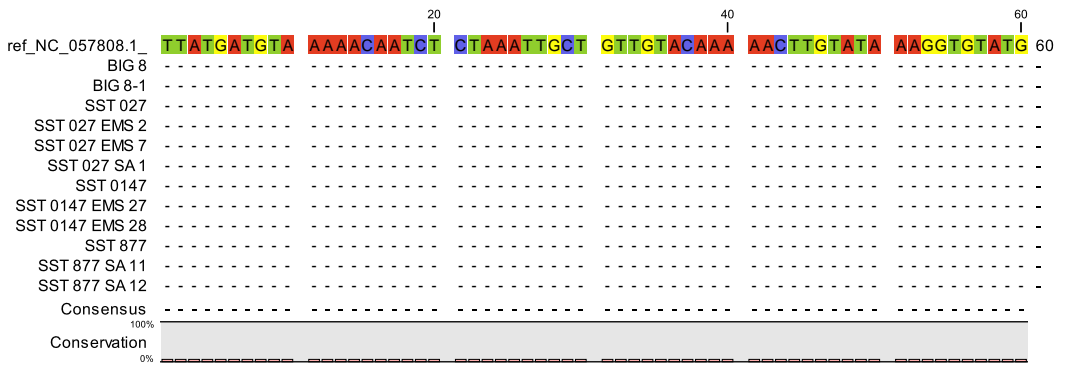 20 40 60
ref_NC_057808.1_ TTATGATGTA AAAACAATCT CTAAATTGCT GTTGTACAAA AACTTGTATA AAGGTGTATG 60
BIG 8 ---------- ---------- ---------- ---------- ---------- ---------- -
BIG 8-1 ---------- ---------- ---------- ---------- ---------- ---------- -
SST 027 ---------- ---------- ---------- ---------- ---------- ---------- -
SST 027 EMS 2 ---------- ---------- ---------- ---------- ---------- ---------- -
SST 027 EMS 7 ---------- ---------- ---------- ---------- ---------- ---------- -
SST 027 SA 1 ---------- ---------- ---------- ---------- ---------- ---------- -
SST 0147 ---------- ---------- ---------- ---------- ---------- ---------- -
SST 0147 EMS 27 ---------- ---------- ---------- ---------- ---------- ---------- -
SST 0147 EMS 28 ---------- ---------- ---------- ---------- ---------- ---------- -
SST 877 ---------- ---------- ---------- ---------- ---------- ---------- -
SST 877 SA 11 ---------- ---------- ---------- ---------- ---------- ---------- -
SST 877 SA 12 ---------- ---------- ---------- ---------- ---------- ---------- -
Consensus ---------- ---------- ---------- ---------- ---------- ----------
100%
Conservation
0%